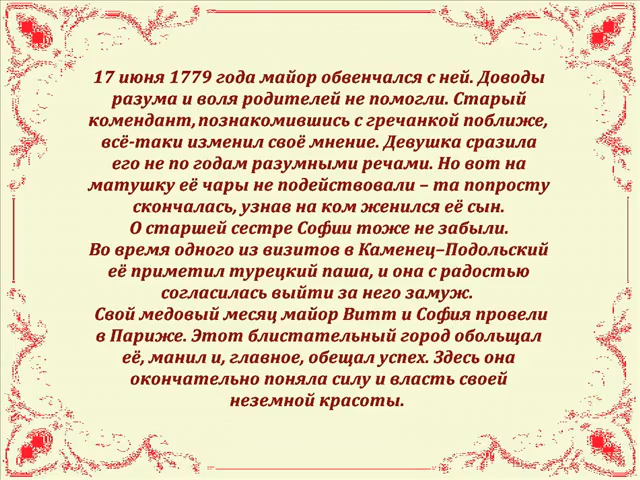 17 июня 1779 года майор обвенчался с ней. Доводы
разума и воля родителей не помогли. Старый
комендант, познакомившись с гречанкой поближе,
всё-таки изменил своё мнение. Девушка сразила
его не по годам разумными речами. Но вот на
матушку её чары не подействовали – та попросту
скончалась, узнав на ком женился её сын.
О старшей сестре Софии тоже не забыли.
Во время одного из визитов в Каменец–Подольский
её приметил турецкий паша, и она с радостью
согласилась выйти за него замуж.
Свой медовый месяц майор Витт и София провели
в Париже. Этот блистательный город обольщал
её, манил и, главное, обещал успех. Здесь она
окончательно поняла силу и власть своей
неземной красоты.